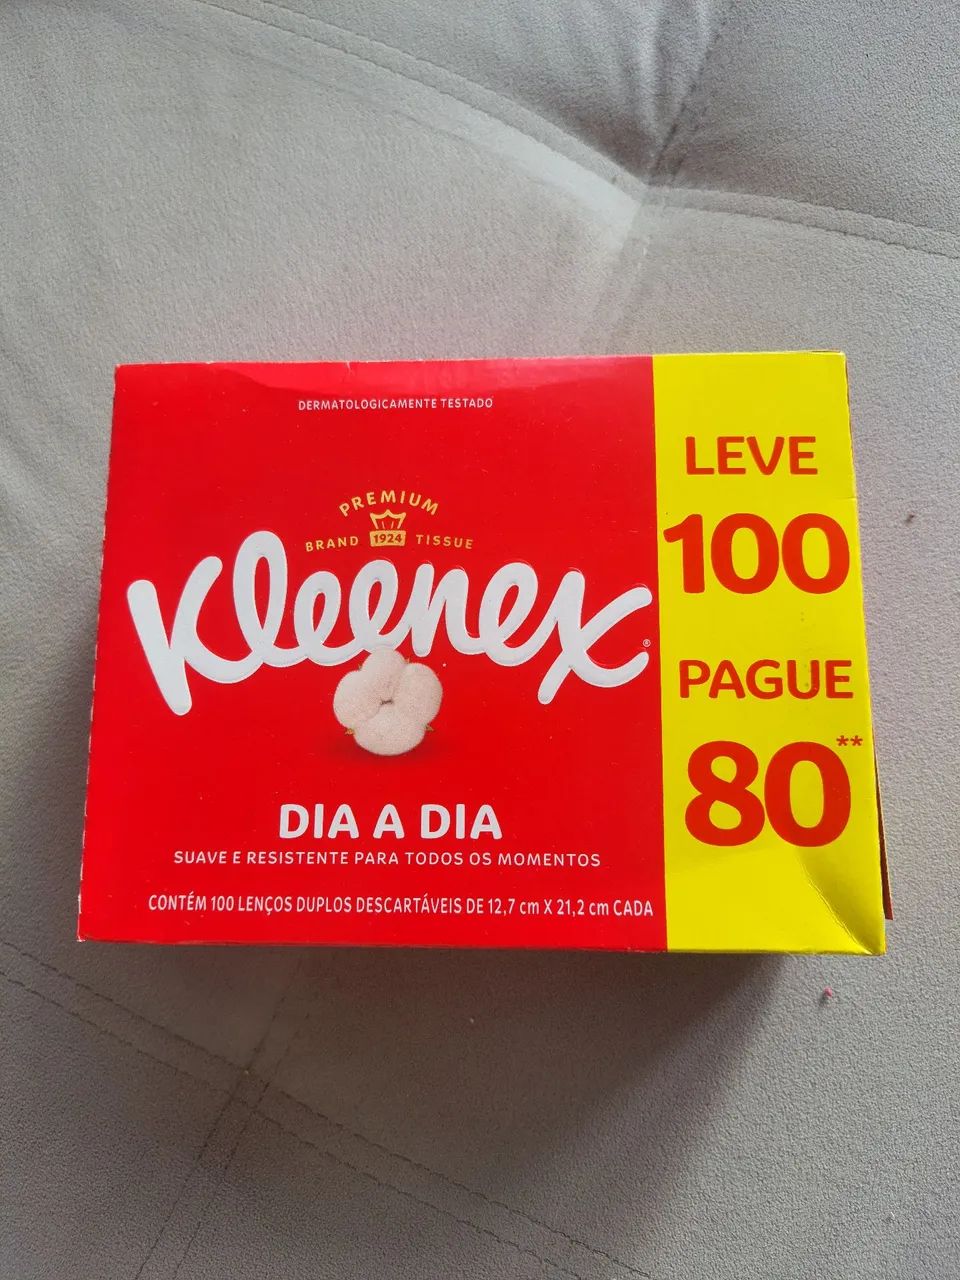 DERMATOLOGICAMENTE TESTADO
PREMIUM
BRAND 1924 TISSUE
Kleenex®
DIA A DIA
SUAVE E RESISTENTE PARA TODOS OS MOMENTOS
CONTÉM 100 LENÇOS DUPLOS DESCARTÁVEIS DE 12,7 cm X 21,2 cm CADA
LEVE
100
PAGUE
80**